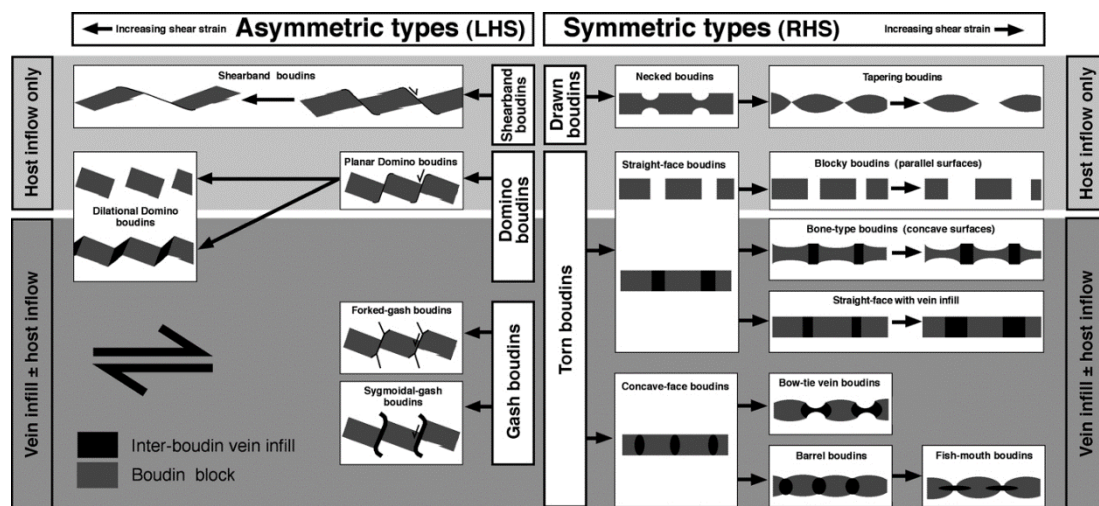 Increasing shear strain
Asymmetric types (LHS)
Symmetric types (RHS)
Increasing shear strain
Host inflow only
Shearband boudins
Shearband
boudins
Drawn
boudins
Necked boudins
Tapering boudins
Host inflow only
Planar Domino boudins
Dilational Domino
boudins
Domino
boudins
Straight-face boudins
Blocky boudins (parallel surfaces)
Vein infill ± host inflow
Torn boudins
Bone-type boudins (concave surfaces)
Vein infill ± host inflow
Straight-face with vein infill
Forked-gash boudins
Sygmoidal-gash
boudins
Gash boudins
Concave-face boudins
Bow-tie vein boudins
Barrel boudins
Fish-mouth boudins
Inter-boudin vein infill
Boudin block